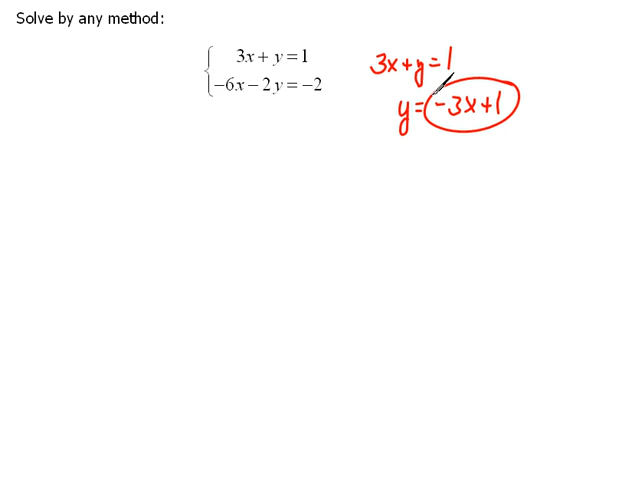 Solve by any method:
3x + y = 1
−6x − 2y = −2
3x+y=1
y=-3x+1